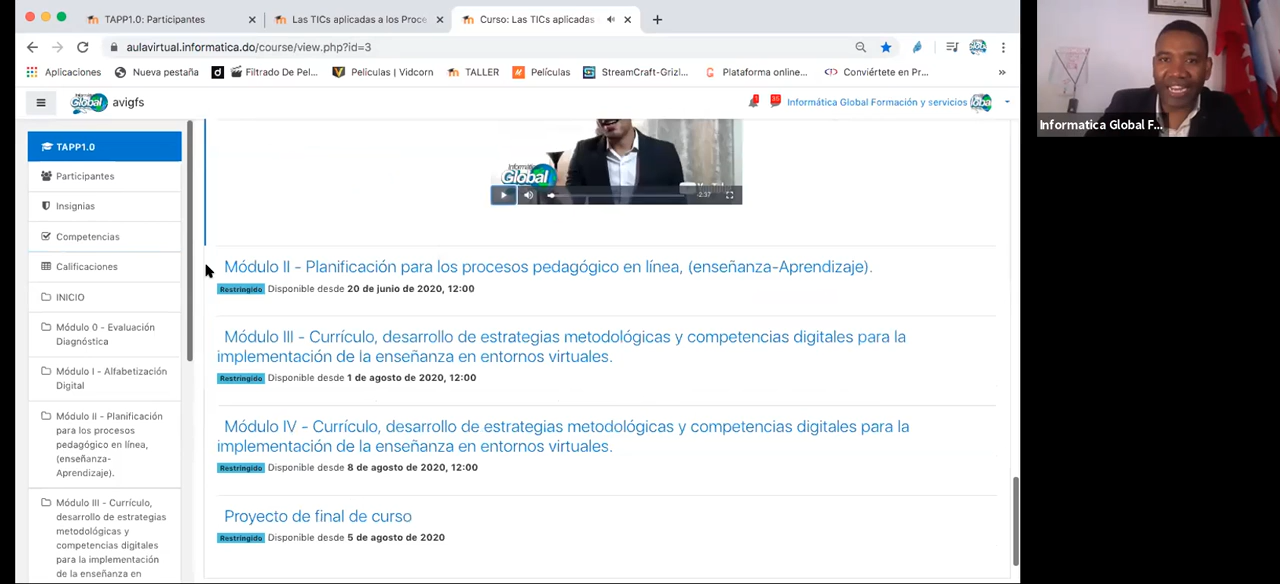 TAPP1.0: Participantes
Las TICs aplicadas a los Proce
Curso: Las TICs aplicadas
aulavirtual.informatica.do/course/view.php?id=3
Aplicaciones
Nueva pestaña
Filtrado De Pel...
Peliculas | Vidcorn
TALLER
Películas
StreamCraft-Grizl...
Plataforma online...
Conviértete en Pr...
Global
avigfs
Informática Global Formación y servicios
TAPP1.0
Participantes
Insignias
Competencias
Calificaciones
INICIO
Módulo 0 - Evaluación
Diagnóstica
Módulo I - Alfabetización
Digital
Módulo II - Planificación
para los procesos
pedagógico en línea,
(enseñanza-
Aprendizaje).
Módulo III - Currículo,
desarrollo de estrategias
metodológicas y
competencias digitales
para la implementación
de la enseñanza en
Informática
Global
-2:37
Módulo II - Planificación para los procesos pedagógico en línea, (enseñanza-Aprendizaje).
Restringido Disponible desde 20 de junio de 2020, 12:00
Módulo III - Currículo, desarrollo de estrategias metodológicas y competencias digitales para la
implementación de la enseñanza en entornos virtuales.
Restringido Disponible desde 1 de agosto de 2020, 12:00
Módulo IV - Currículo, desarrollo de estrategias metodológicas y competencias digitales para la
implementación de la enseñanza en entornos virtuales.
Restringido Disponible desde 8 de agosto de 2020, 12:00
Proyecto de final de curso
Restringido Disponible desde 5 de agosto de 2020
Informatica Global F...